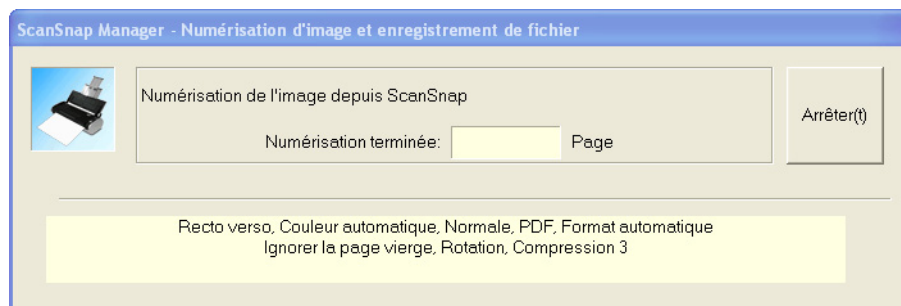 ScanSnap Manager - Numérisation d'image et enregistrement de fichier
Numérisation de l'image depuis ScanSnap
Arrêter(t)
Numérisation terminée: Page
Recto verso, Couleur automatique, Normale, PDF, Format automatique
Ignorer la page vierge, Rotation, Compression 3